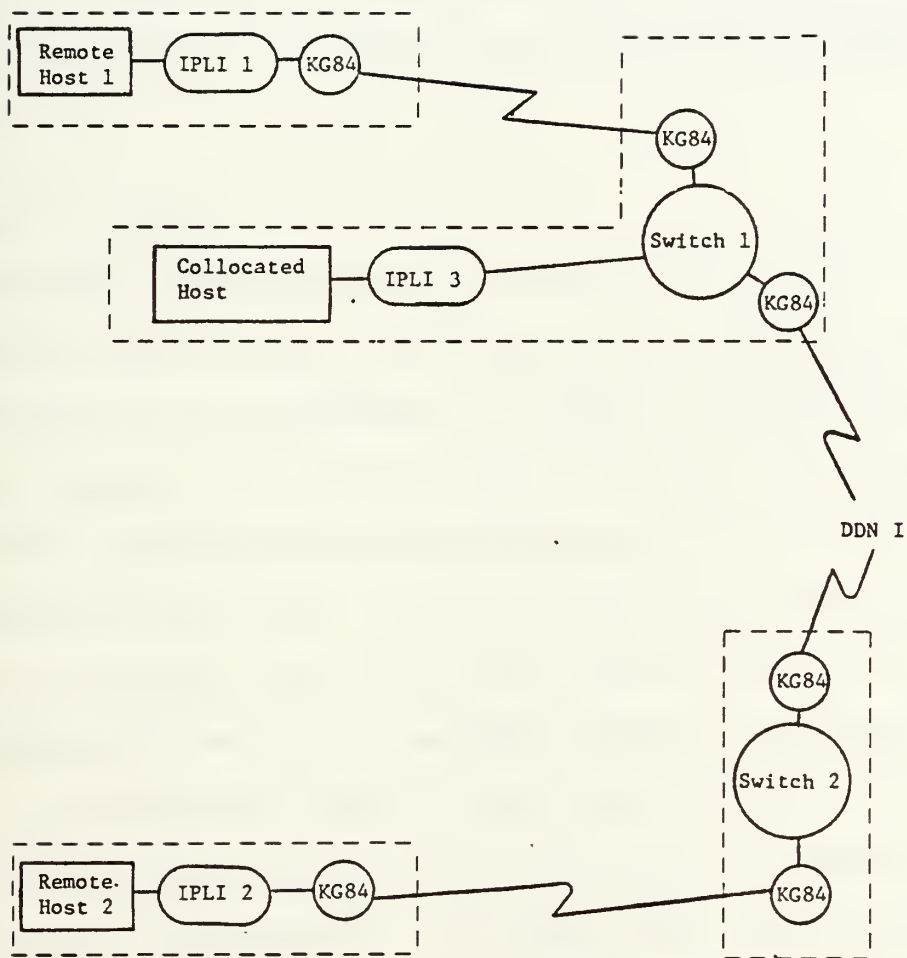 Remote
Host 1
IPLI 1
KG84
KG84
Switch 1
Collocated
Host
IPLI 3
KG84
DDN I
KG84
Switch 2
Remote
Host 2
IPLI 2
KG84
KG84